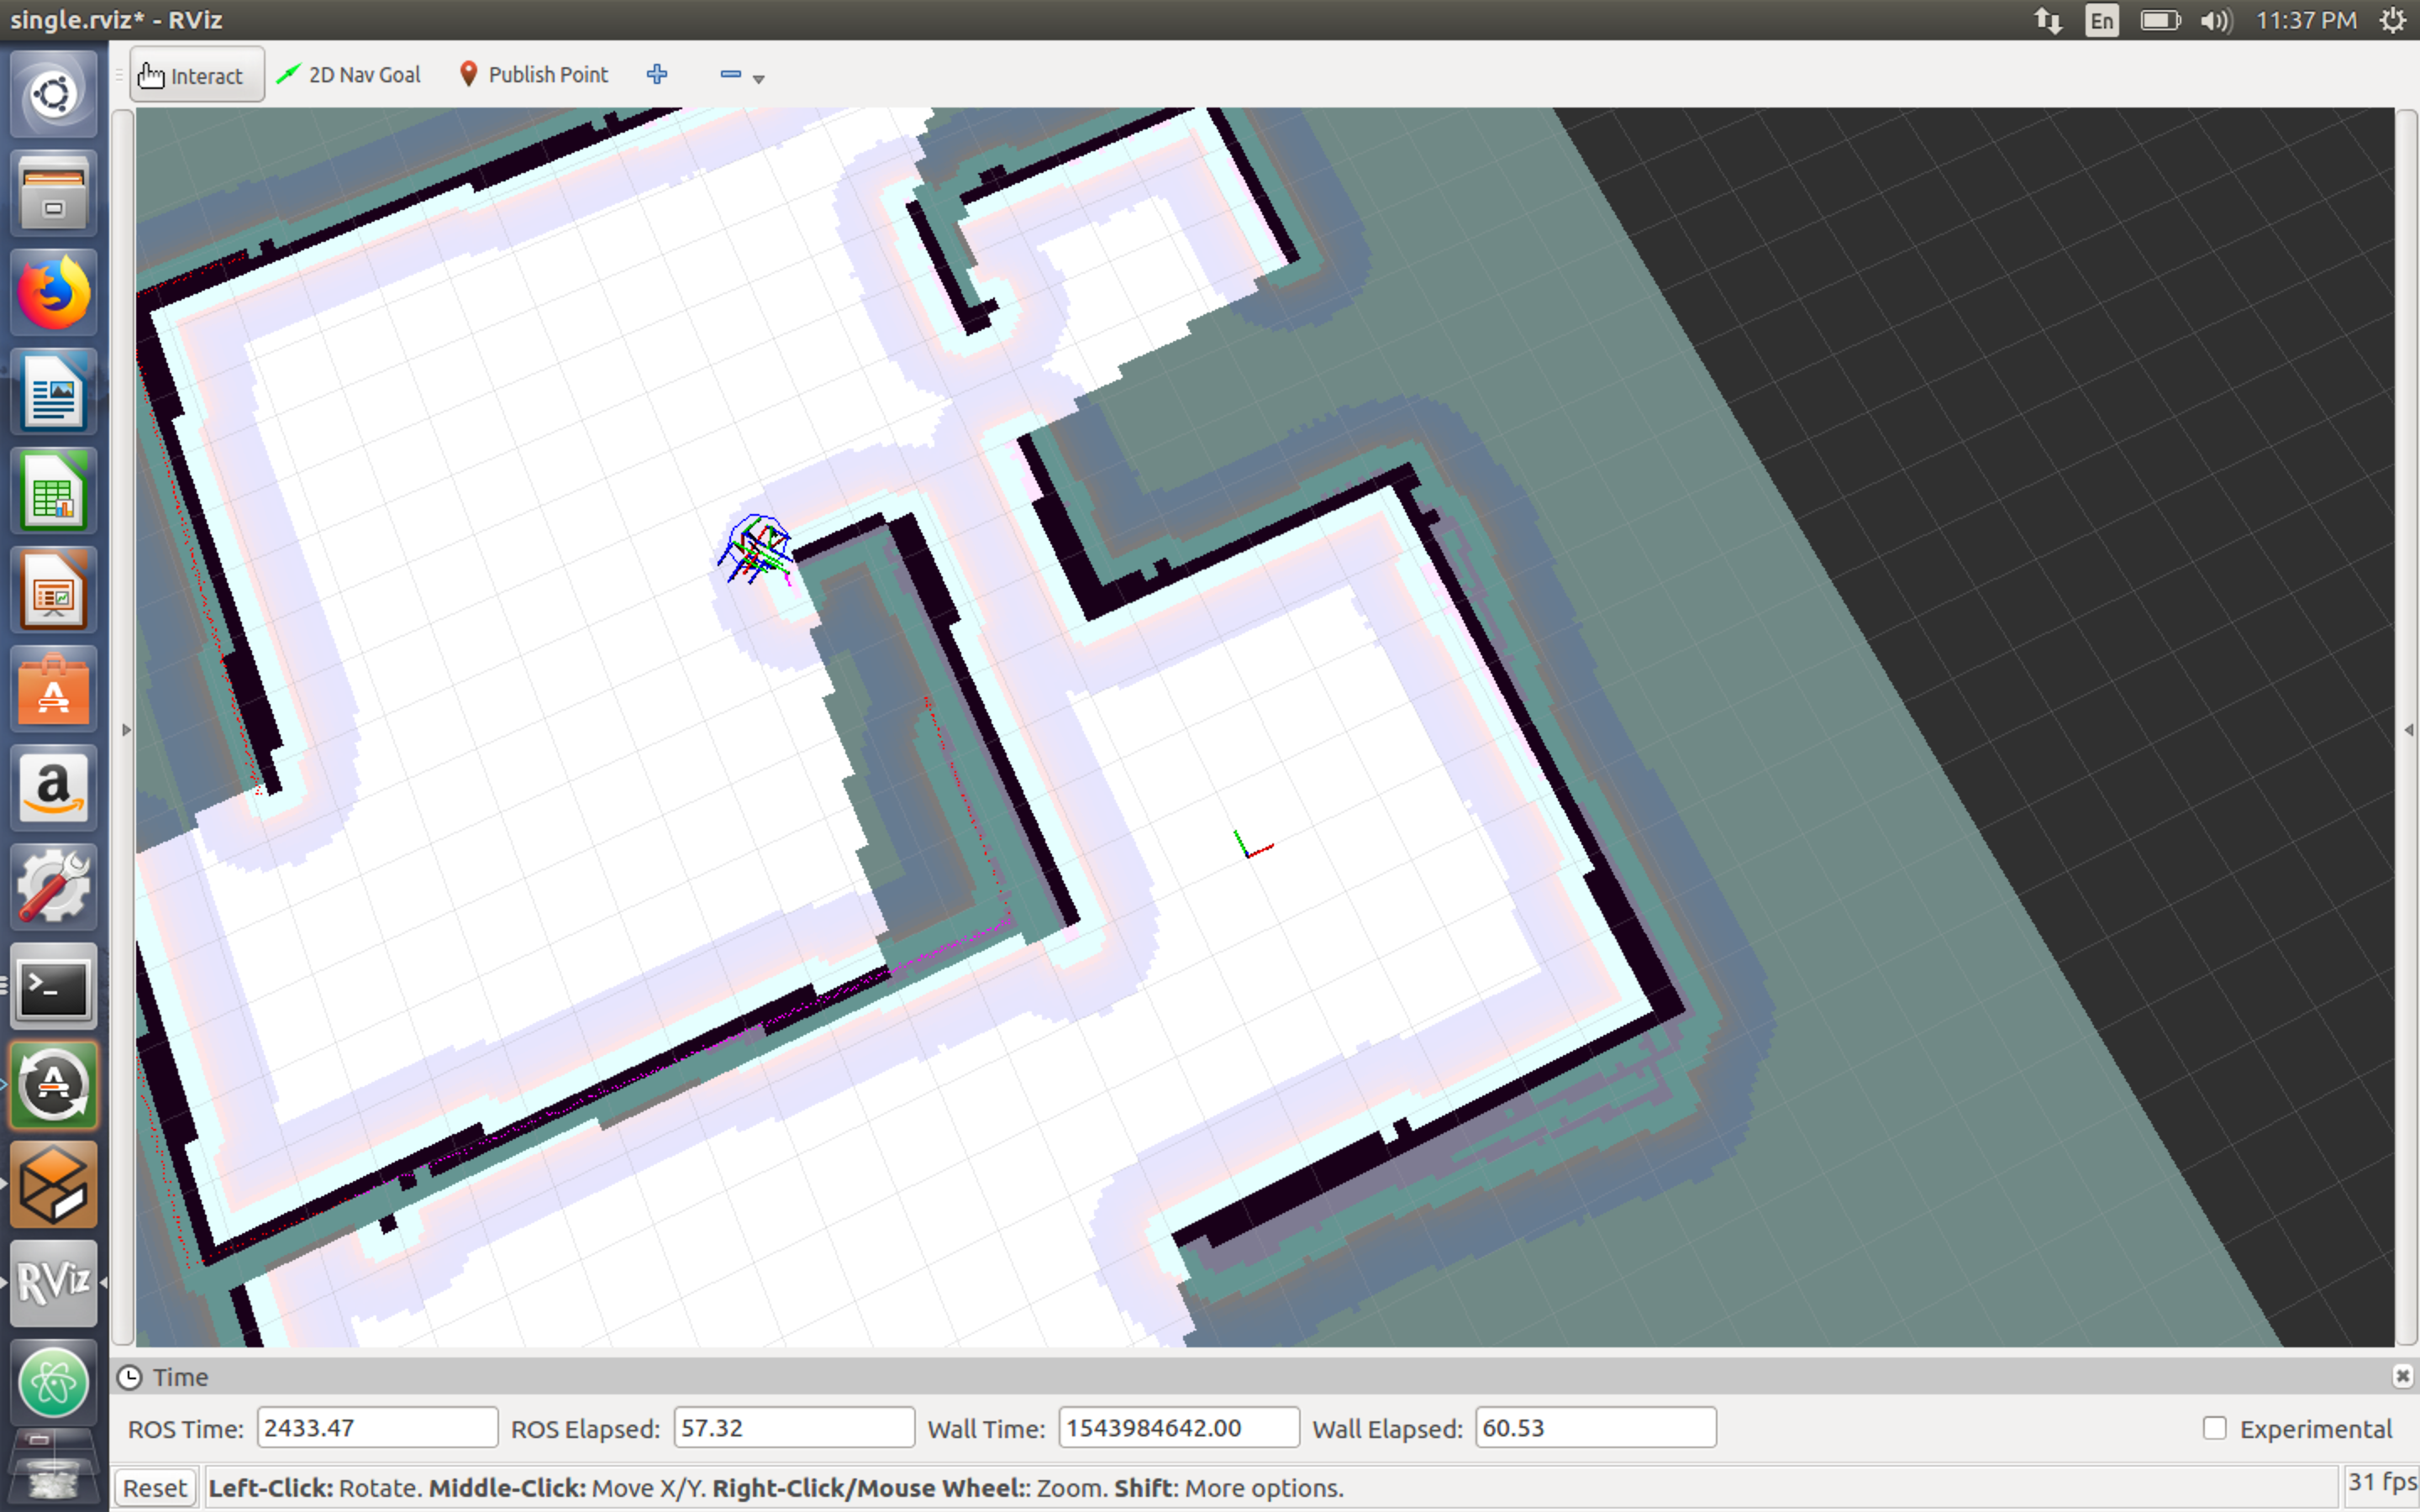 single.rviz* - RViz
En
11:37 PM
Interact
2D Nav Goal
Publish Point
RViz
Time
ROS Time: 2433.47
ROS Elapsed: 57.32
Wall Time: 1543984642.00
Wall Elapsed: 60.53
Experimental
Reset
Left-Click: Rotate. Middle-Click: Move X/Y. Right-Click/Mouse Wheel:: Zoom. Shift: More options.
31 fps